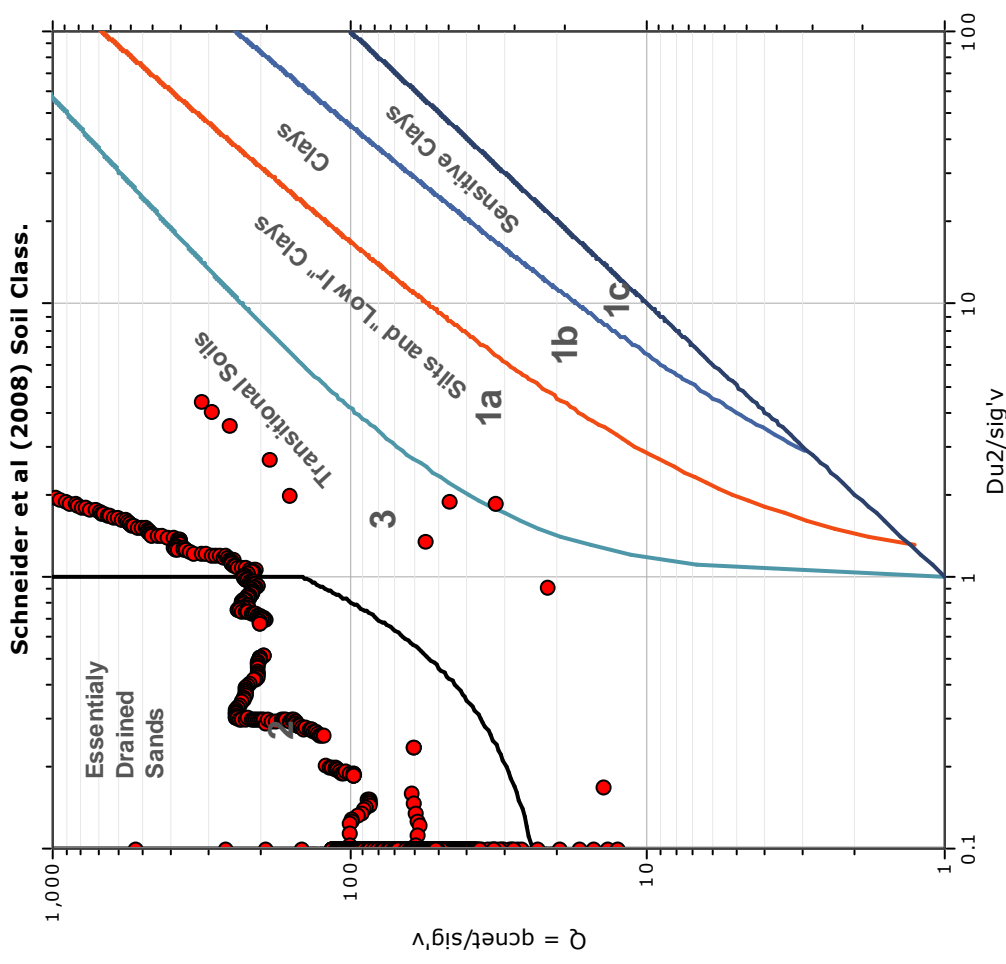 Schneider et al (2008) Soil Class.
Essentialy
Drained
Sands
Transitional Soils
Silts and "Low Ir" Clays
Clays
Sensitive Clays
2
3
1a
1b
1c
Q = qcnet/sig'v
1,000
100
10
1
0.1
1
10
100
Du2/sig'v